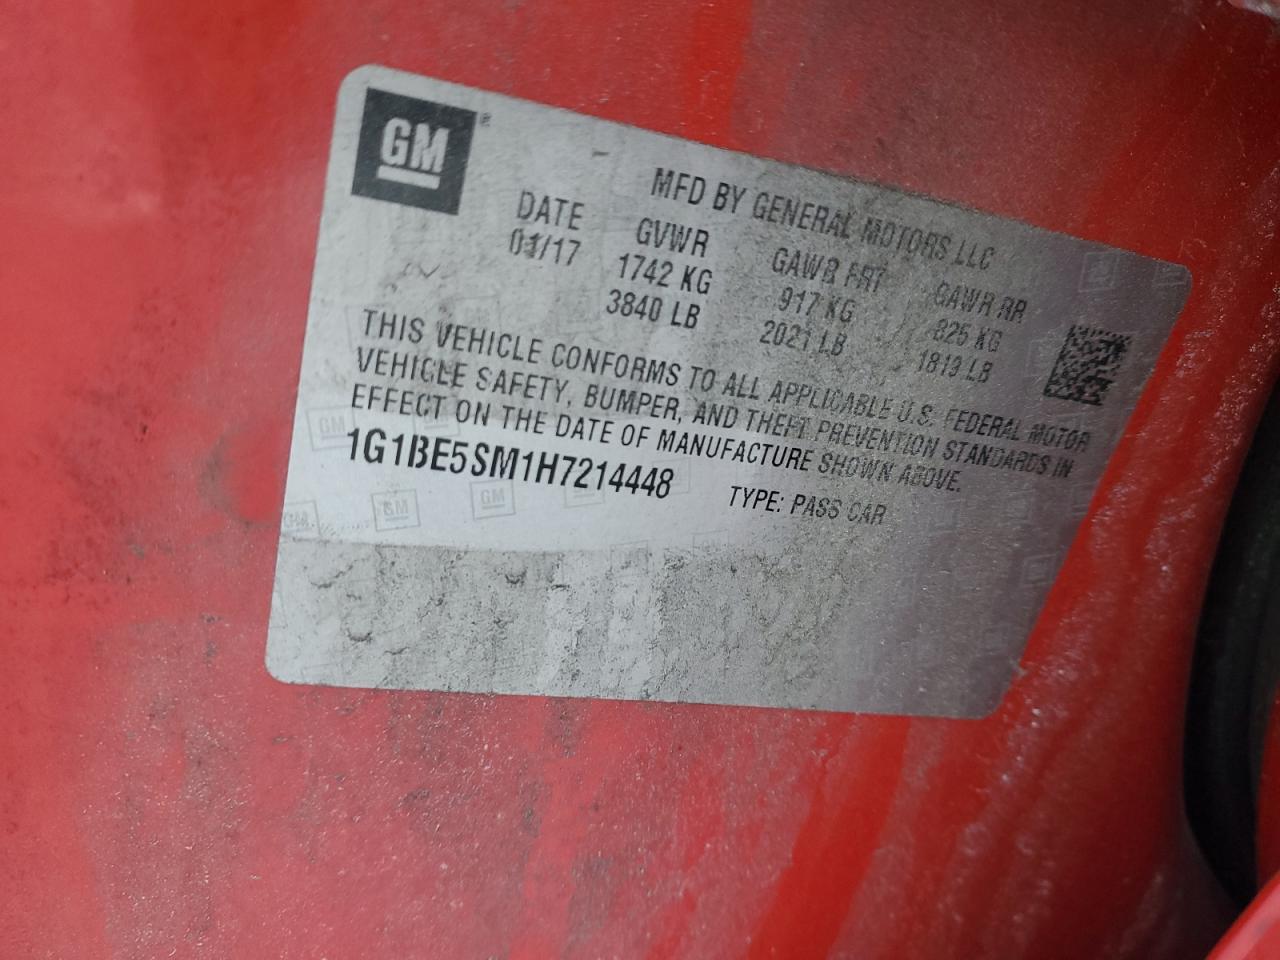 GM
MFD BY GENERAL MOTORS LLC
DATE GVWR GAWR FRT GAWR RR
01/17 1742 KG 917 KG 825 KG
3840 LB 2021 LB 1819 LB
THIS VEHICLE CONFORMS TO ALL APPLICABLE U.S. FEDERAL MOTOR
VEHICLE SAFETY, BUMPER, AND THEFT PREVENTION STANDARDS IN
EFFECT ON THE DATE OF MANUFACTURE SHOWN ABOVE.
1G1BE5SM1H7214448 TYPE: PASS CAR